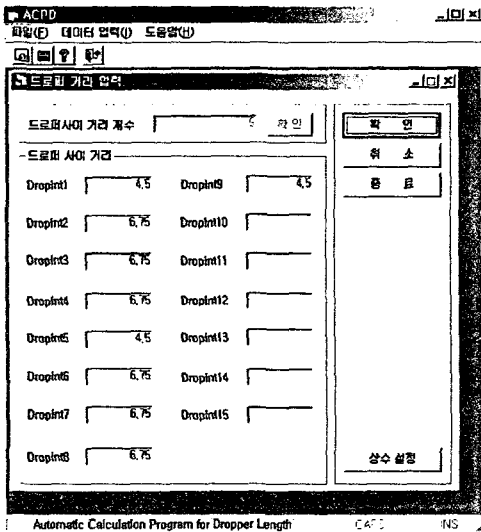 ACPD
파일(F) 데이터 입력(I) 도움말(H)
드로퍼 거리 입력
드로퍼사이 거리 갯수 확인
확 인
취 소
종 료
드로퍼 사이 거리
Dropint1 4.5 Dropint9 4.5
Dropint2 6.75 Dropint10
Dropint3 6.75 Dropint11
Dropint4 6.75 Dropint12
Dropint5 4.5 Dropint13
Dropint6 6.75 Dropint14
Dropint7 6.75 Dropint15
Dropint8 6.75
상수 설정
Automatic Calculation Program for Dropper Length INS